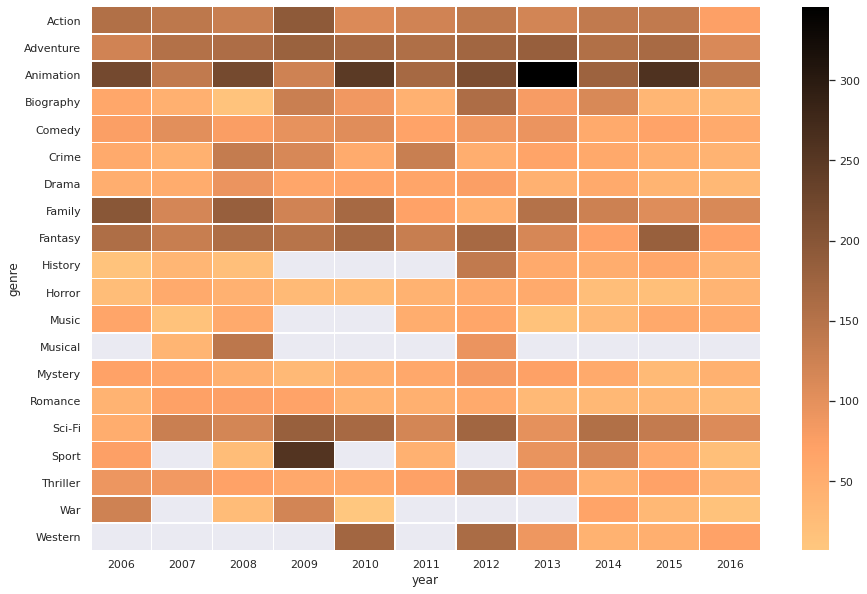 genre
Action
Adventure
Animation
Biography
Comedy
Crime
Drama
Family
Fantasy
History
Horror
Music
Musical
Mystery
Romance
Sci-Fi
Sport
Thriller
War
Western
2006 2007 2008 2009 2010 2011 2012 2013 2014 2015 2016
year
300
250
200
150
100
50